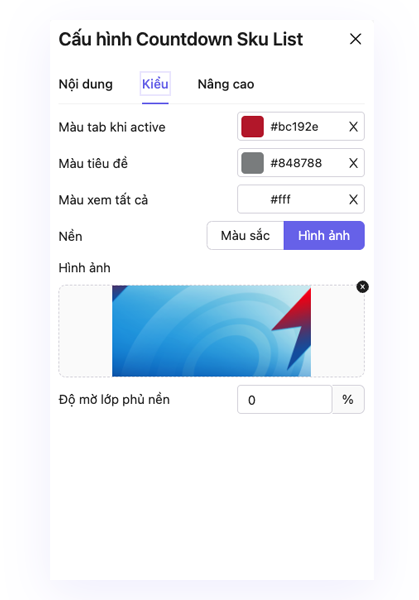 Cấu hình Countdown Sku List
Nội dung Kiểu Nâng cao
Màu tab khi active #bc192e X
Màu tiêu đề #848788 X
Màu xem tất cả #fff X
Nền Màu sắc Hình ảnh
Hình ảnh
Độ mờ lớp phủ nền 0 %